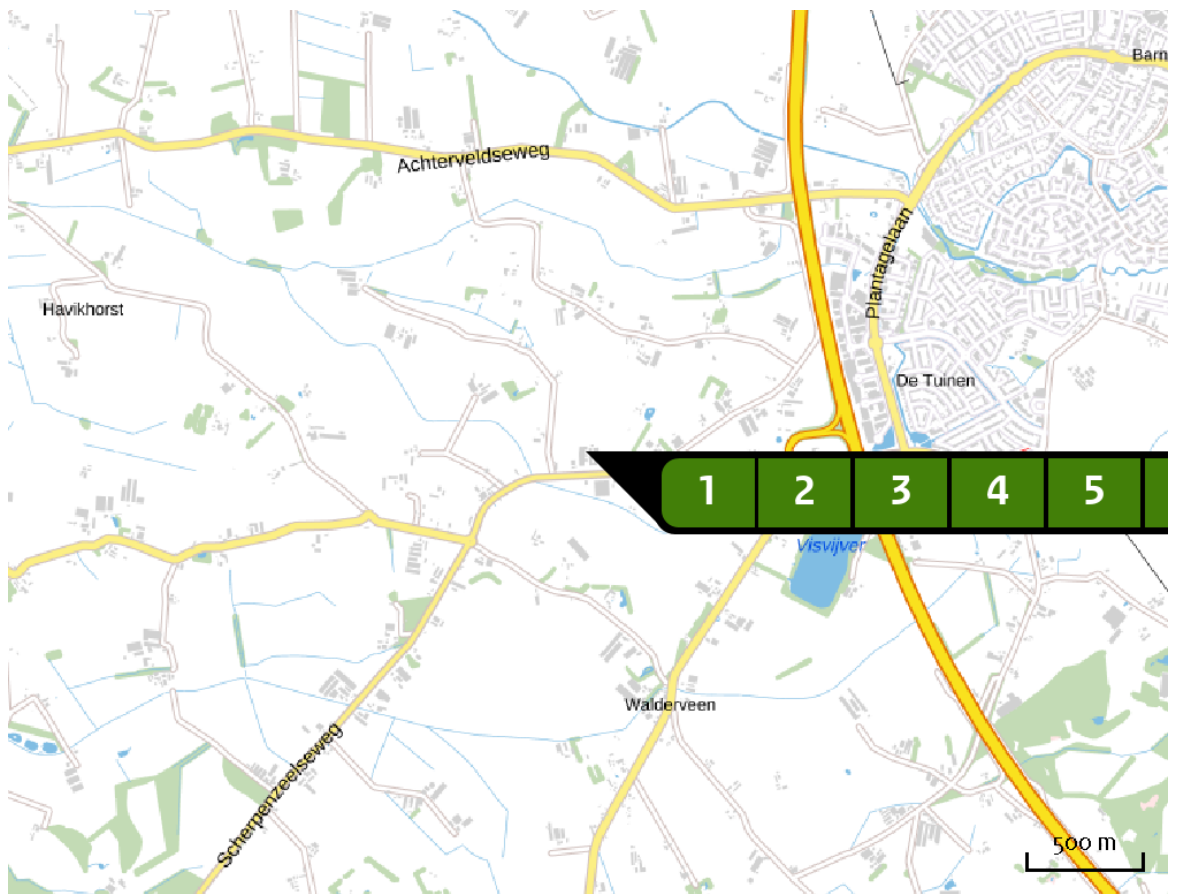 Barn
Achterveldseweg
Plantagelaan
Havikhorst
De Tuinen
1 2 3 4 5
Visvijver
Walderveen
Scherpenzeelseweg
500 m